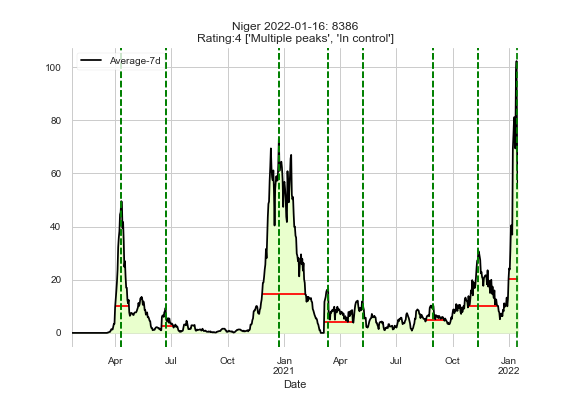 Niger 2022-01-16: 8386
Rating:4 ['Multiple peaks', 'In control']
Average-7d
100
80
60
40
20
0
Apr Jul Oct Jan Apr Jul Oct Jan
2021 2022
Date